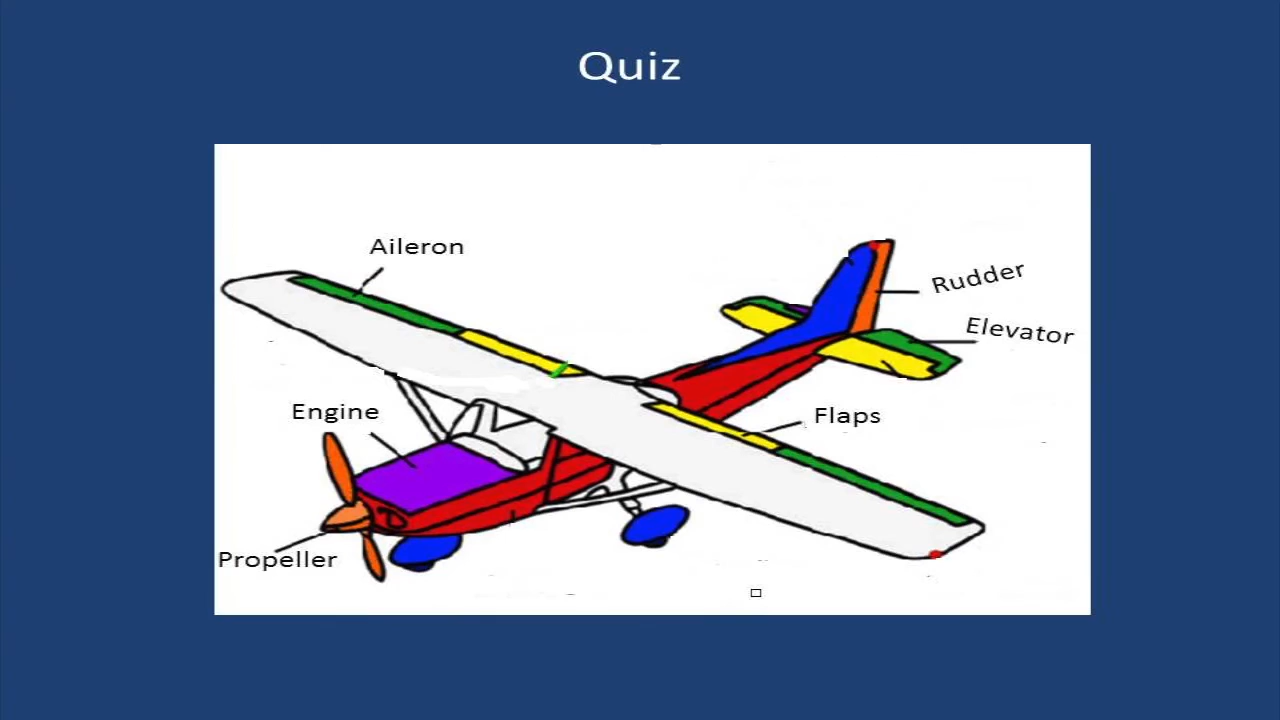 Quiz
Aileron
Rudder
Elevator
Engine
Flaps
Propeller